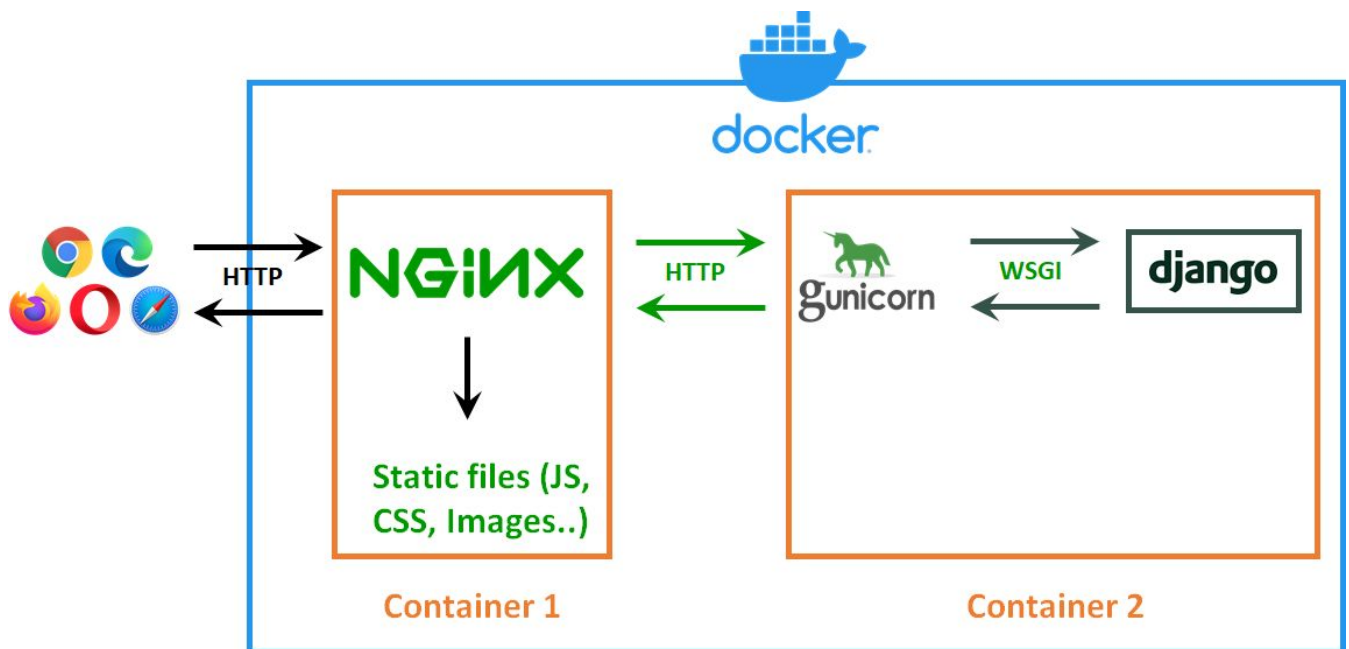 docker
HTTP
NGINX
HTTP
gunicorn
WSGI
django
Static files (JS,
CSS, Images..)
Container 1
Container 2